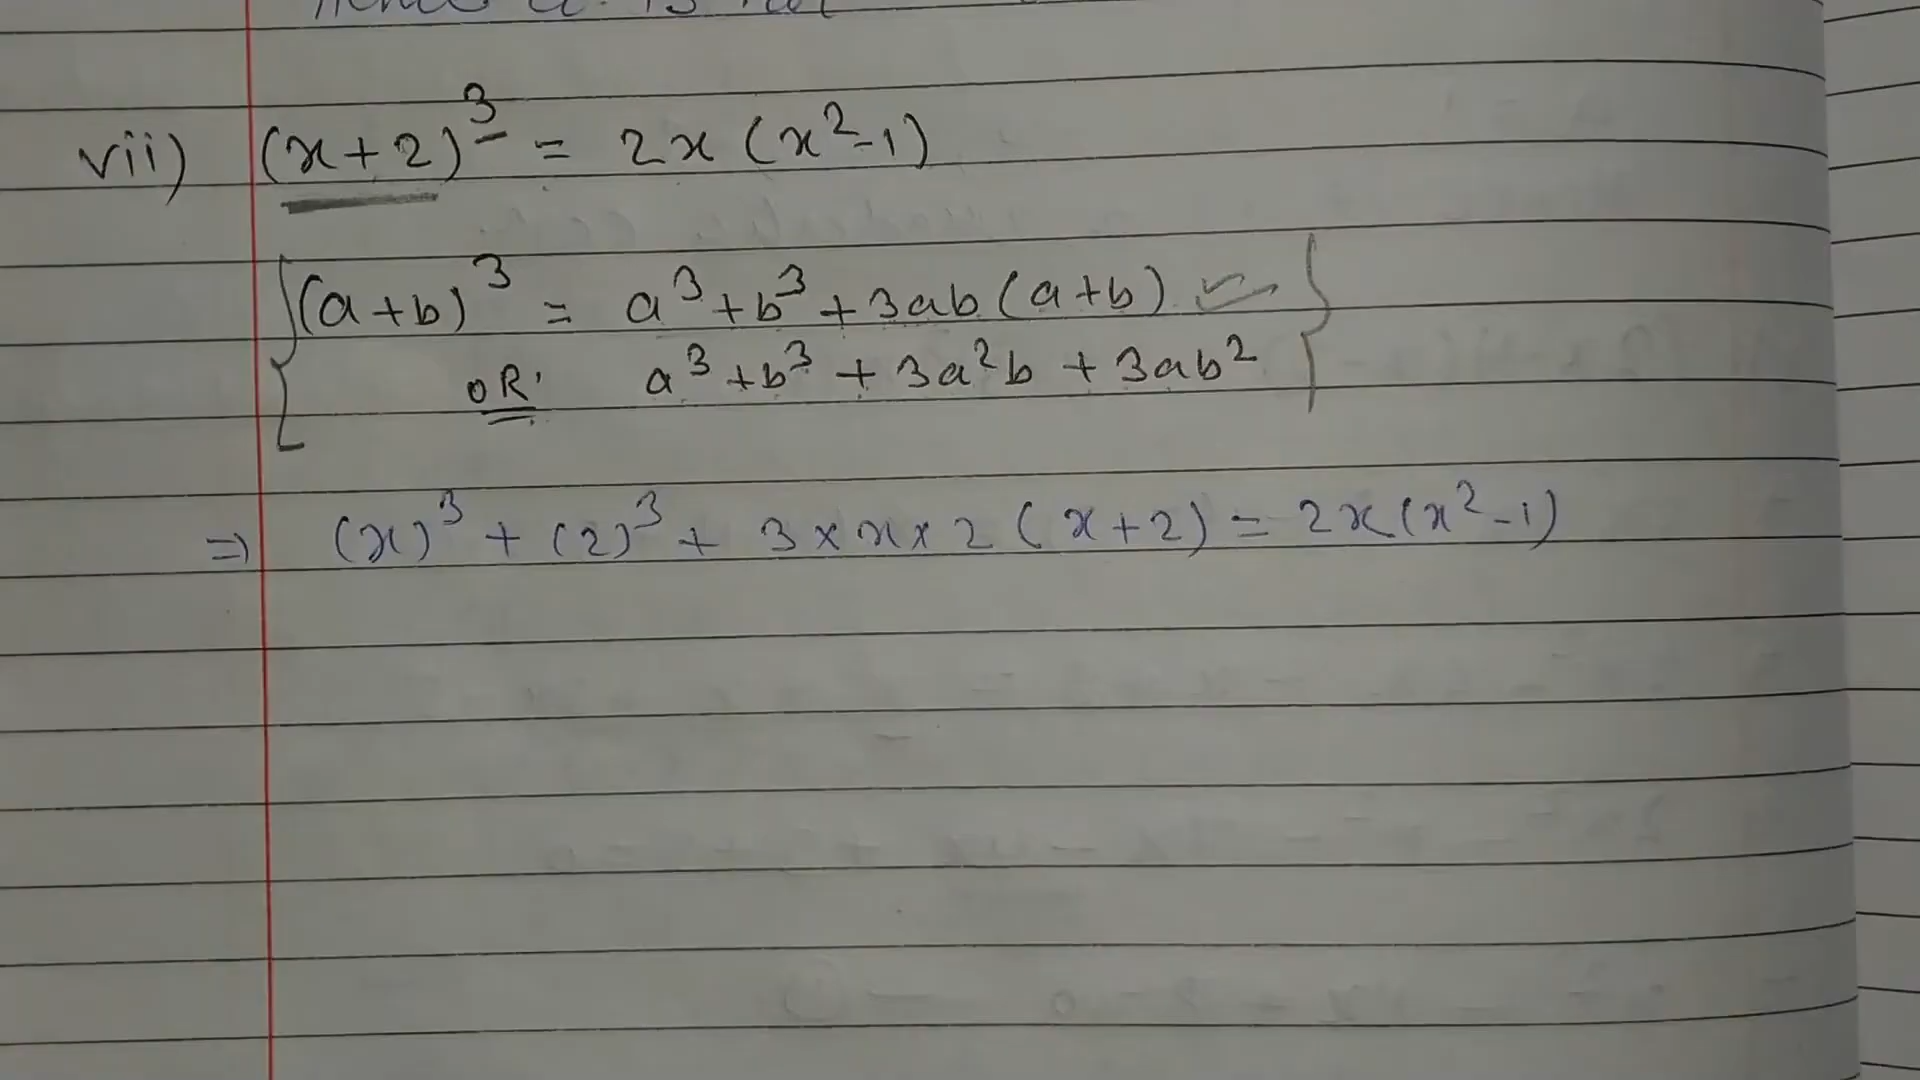 vii) (x+2)³ = 2x(x²-1)
(a+b)³ = a³+b³+3ab(a+b)
OR a³+b³+3a²b+3ab²
⇒ (x)³+(2)³+3×x×2(x+2)=2x(x²-1)